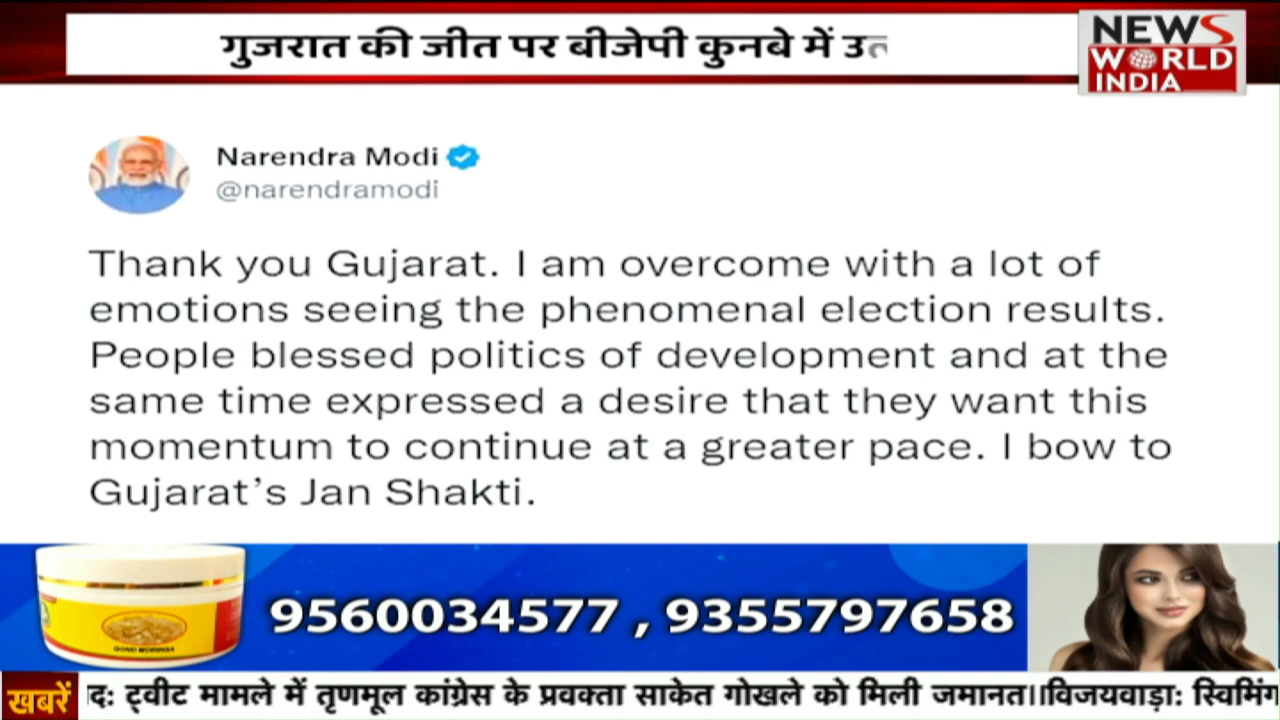 गुजरात की जीत पर बीजेपी कुनबे में
NEWS
WORLD
INDIA
Narendra Modi
@narendramodi
Thank you Gujarat. I am overcome with a lot of
emotions seeing the phenomenal election results.
People blessed politics of development and at the
same time expressed a desire that they want this
momentum to continue at a greater pace. I bow to
Gujarat’s Jan Shakti.
GOND MORINGA
9560034577 , 9355797658
खबरें
द: ट्वीट मामले में तृणमूल कांग्रेस के प्रवक्ता साकेत गोखले को मिली जमानत।।विजयवाड़ा: स्विमिंग